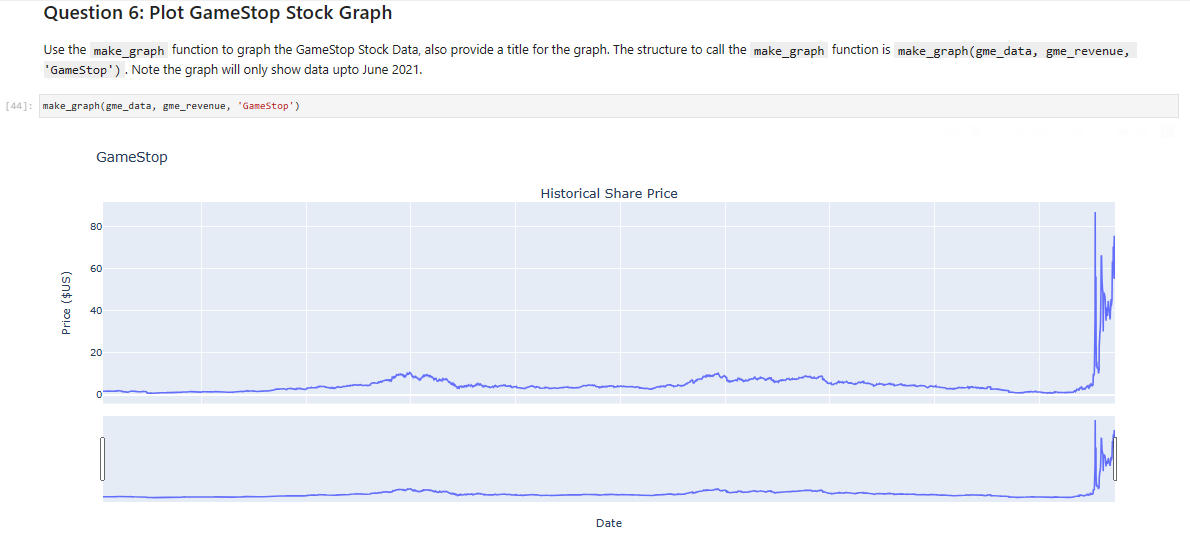 Question 6: Plot GameStop Stock Graph
Use the make_graph function to graph the GameStop Stock Data, also provide a title for the graph. The structure to call the make_graph function is make_graph(gme_data, gme_revenue,
'GameStop'). Note the graph will only show data upto June 2021.
[44]: make_graph(gme_data, gme_revenue, 'GameStop')
GameStop
Historical Share Price
80
60
40
20
0
Price ($US)
Date